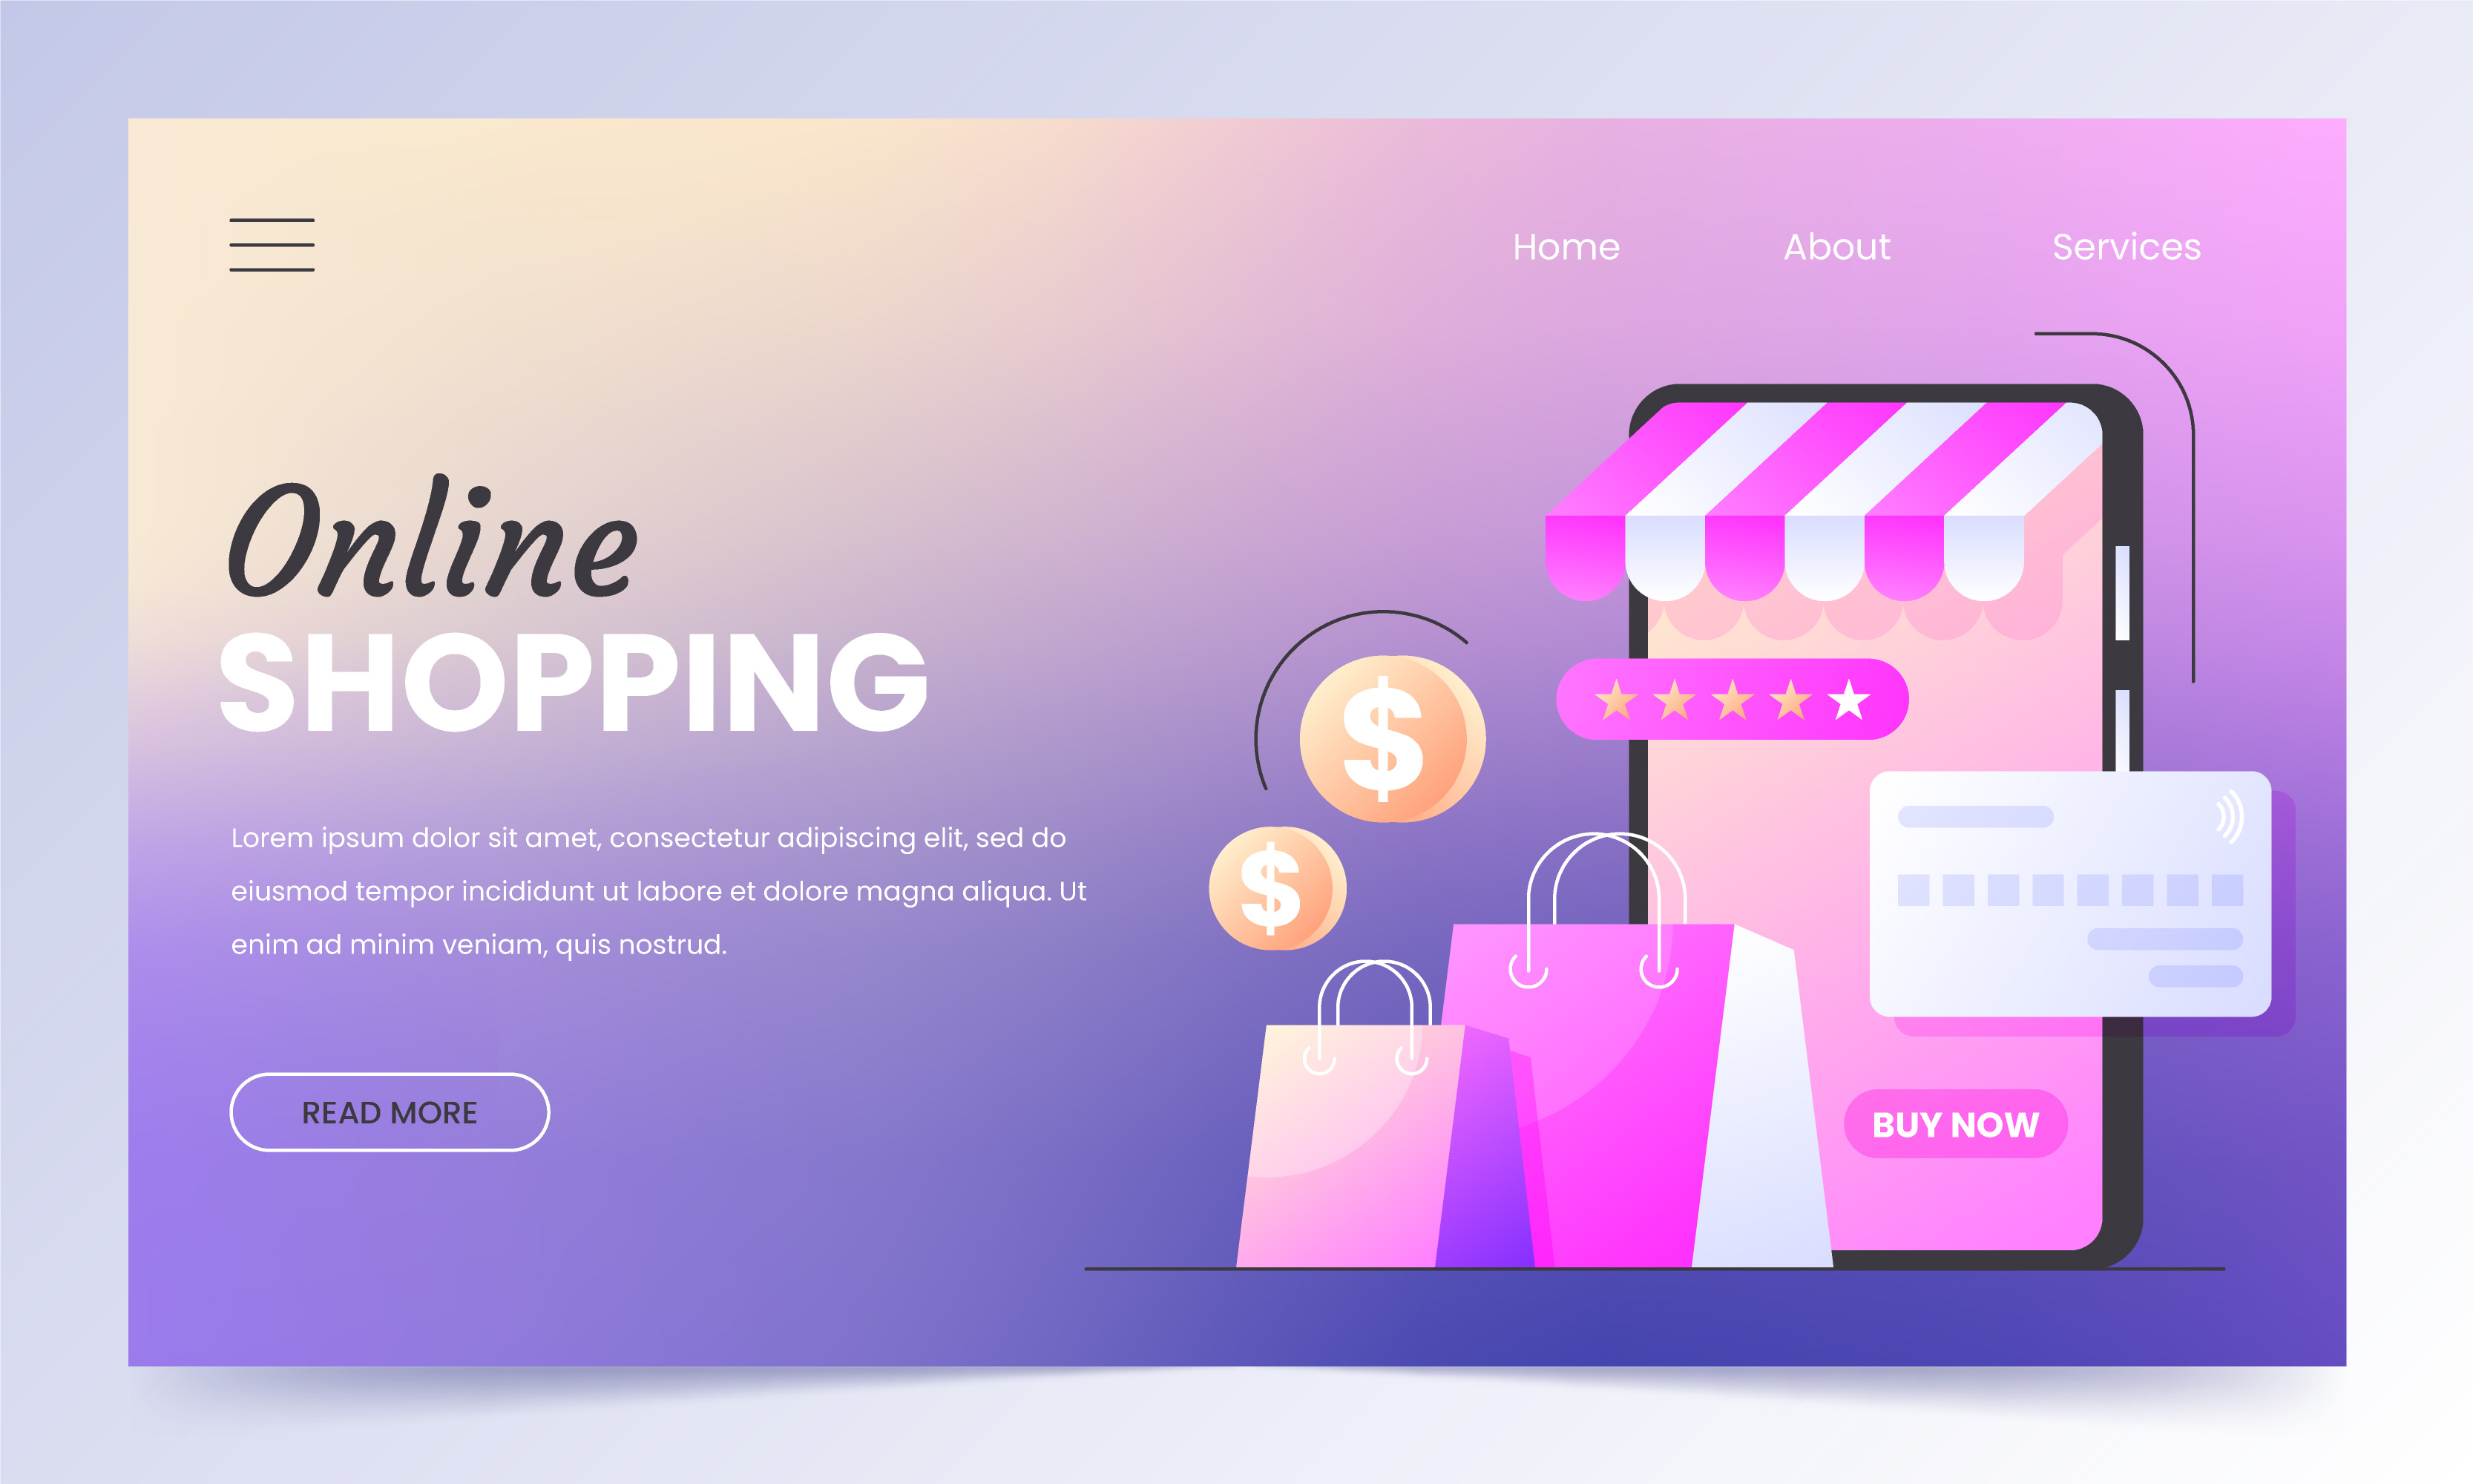 Home About Services
Online
SHOPPING
Lorem ipsum dolor sit amet, consectetur adipiscing elit, sed do
eiusmod tempor incididunt ut labore et dolore magna aliqua. Ut
enim ad minim veniam, quis nostrud.
READ MORE
$
$
BUY NOW